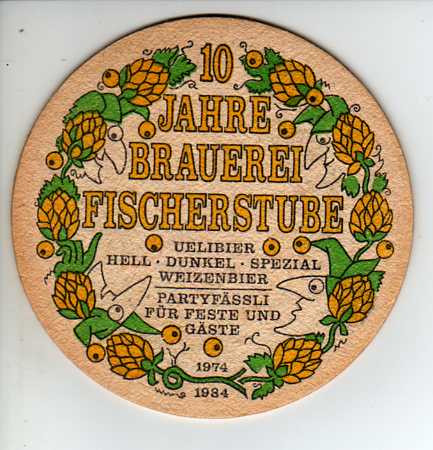 10
JAHRE
BRAUEREI
FISCHERSTUBE
UELIBIER
HELL · DUNKEL · SPEZIAL
WEIZENBIER
PARTYFÄSSLI
FÜR FESTE UND
GÄSTE
1974
1984